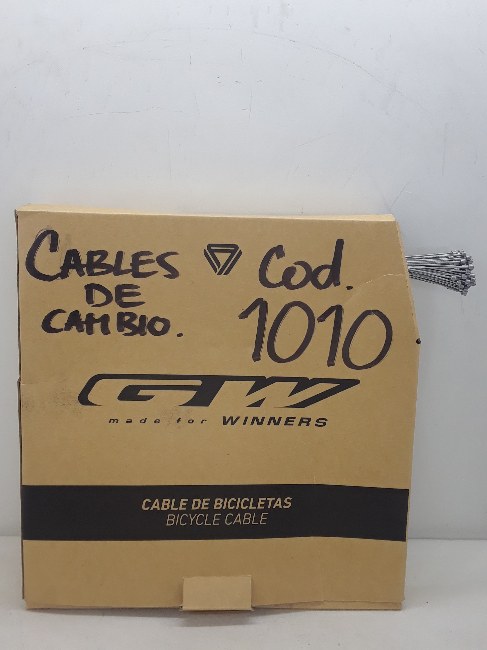 CABLES
DE
CAMBIO.
Cod.
1010
GW
made for WINNERS
CABLE DE BICICLETAS
BICYCLE CABLE